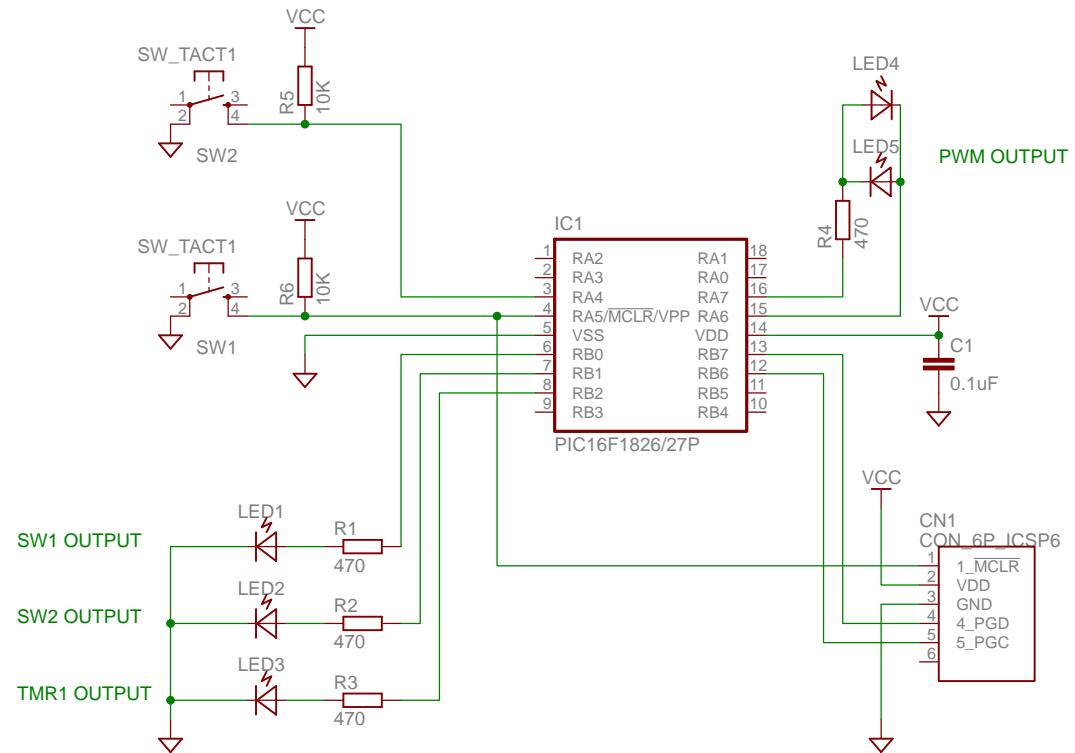 VCC
SW_TACT1
1
3
2
4
R5
10K
SW2
LED4
LED5
PWM OUTPUT
R4
470
VCC
SW_TACT1
1
3
2
4
R6
10K
SW1
IC1
1 RA2 RA1 18
2 RA3 RA0 17
3 RA4 RA7 16
4 RA5/MCLR/VPP RA6 15
5 VSS VDD 14
6 RB0 RB7 13
7 RB1 RB6 12
8 RB2 RB5 11
9 RB3 RB4 10
PIC16F1826/27P
VCC
C1
0.1uF
VCC
CN1
CON_6P_ICSP6
1 1_MCLR
2 VDD
3 GND
4 4_PGD
5 5_PGC
6
SW1 OUTPUT
LED1
R1
470
SW2 OUTPUT
LED2
R2
470
TMR1 OUTPUT
LED3
R3
470